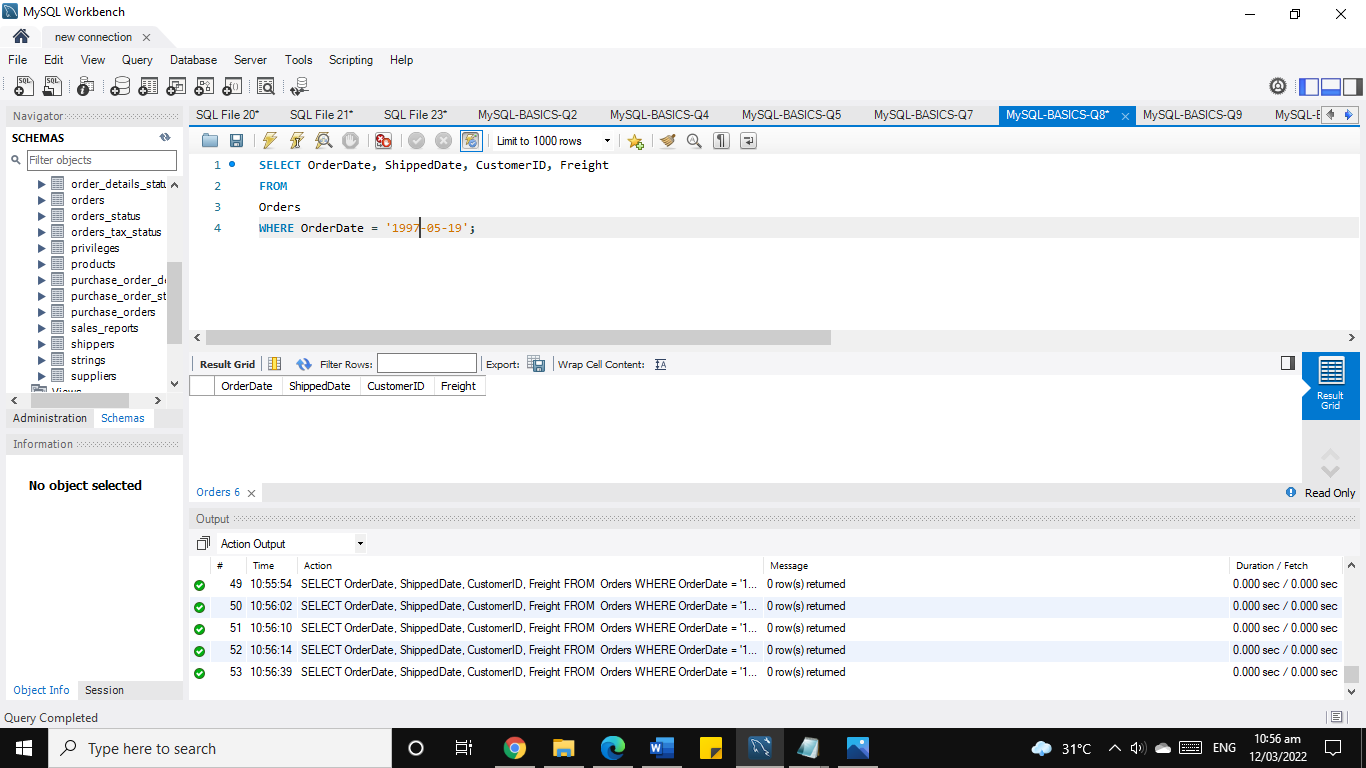 MySQL Workbench
new connection
File Edit View Query Database Server Tools Scripting Help
Navigator
SCHEMAS
Filter objects
orders
orders_status
orders_tax_status
privileges
products
purchase_orders
sales_reports
shippers
strings
suppliers
Administration Schemas
Information
No object selected
Object Info Session
SQL File 20* SQL File 21* SQL File 23* MySQL-BASICS-Q2 MySQL-BASICS-Q4 MySQL-BASICS-Q5 MySQL-BASICS-Q7 MySQL-BASICS-Q8* MySQL-BASICS-Q9
Limit to 1000 rows
1 SELECT OrderDate, ShippedDate, CustomerID, Freight
2 FROM
3 Orders
4 WHERE OrderDate = '1997-05-19';
Result Grid Filter Rows: Export: Wrap Cell Content:
OrderDate ShippedDate CustomerID Freight
Result
Grid
Orders 6
Read Only
Output
Action Output
# Time Action Message Duration / Fetch
49 10:55:54 SELECT OrderDate, ShippedDate, CustomerID, Freight FROM Orders WHERE OrderDate = '1... 0 row(s) returned 0.000 sec / 0.000 sec
50 10:56:02 SELECT OrderDate, ShippedDate, CustomerID, Freight FROM Orders WHERE OrderDate = '1... 0 row(s) returned 0.000 sec / 0.000 sec
51 10:56:10 SELECT OrderDate, ShippedDate, CustomerID, Freight FROM Orders WHERE OrderDate = '1... 0 row(s) returned 0.000 sec / 0.000 sec
52 10:56:14 SELECT OrderDate, ShippedDate, CustomerID, Freight FROM Orders WHERE OrderDate = '1... 0 row(s) returned 0.000 sec / 0.000 sec
53 10:56:39 SELECT OrderDate, ShippedDate, CustomerID, Freight FROM Orders WHERE OrderDate = '1... 0 row(s) returned 0.000 sec / 0.000 sec
Query Completed
Type here to search
31°C ENG
10:56 am
12/03/2022